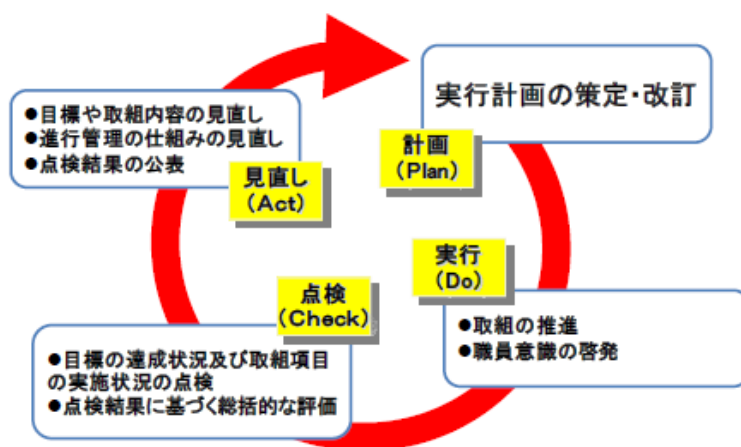 実行計画の策定・改訂
計画
(Plan)
実行
(Do)
●取組の推進
●職員意識の啓発
点検
(Check)
●目標の達成状況及び取組項目
の実施状況の点検
●点検結果に基づく総括的な評価
●目標や取組内容の見直し
●進行管理の仕組みの見直し
●点検結果の公表
見直し
(Act)